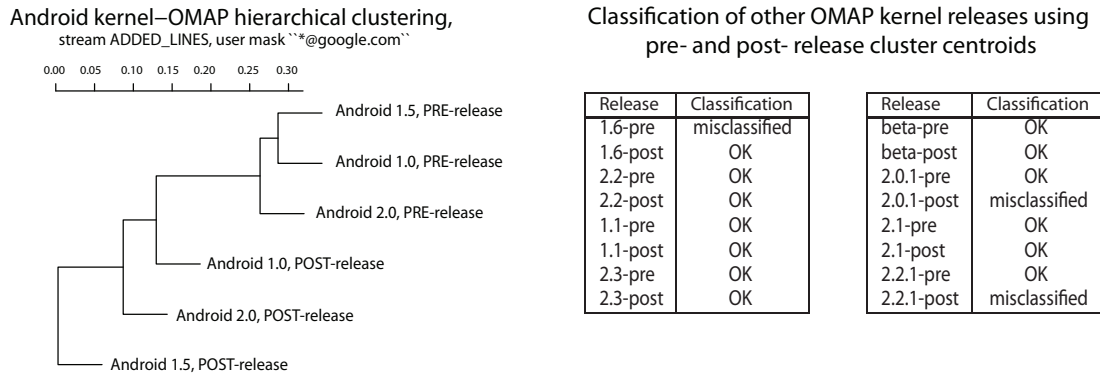 Android kernel–OMAP hierarchical clustering,
stream ADDED_LINES, user mask ``*@google.com``
0.00 0.05 0.10 0.15 0.20 0.25 0.30
Android 1.5, PRE-release
Android 1.0, PRE-release
Android 2.0, PRE-release
Android 1.0, POST-release
Android 2.0, POST-release
Android 1.5, POST-release
Classification of other OMAP kernel releases using
pre- and post- release cluster centroids
Release Classification
1.6-pre misclassified
1.6-post OK
2.2-pre OK
2.2-post OK
1.1-pre OK
1.1-post OK
2.3-pre OK
2.3-post OK
Release Classification
beta-pre OK
beta-post OK
2.0.1-pre OK
2.0.1-post misclassified
2.1-pre OK
2.1-post OK
2.2.1-pre OK
2.2.1-post misclassified